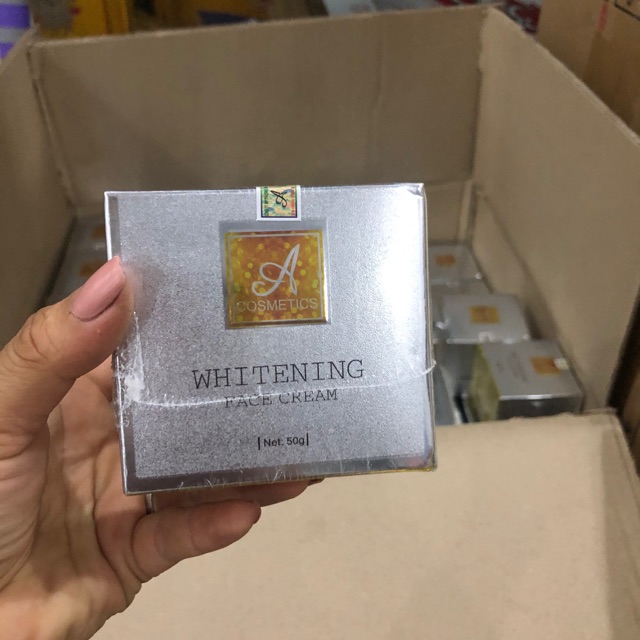 A
A
COSMETICS
WHITENING
FACE CREAM
Net. 50g